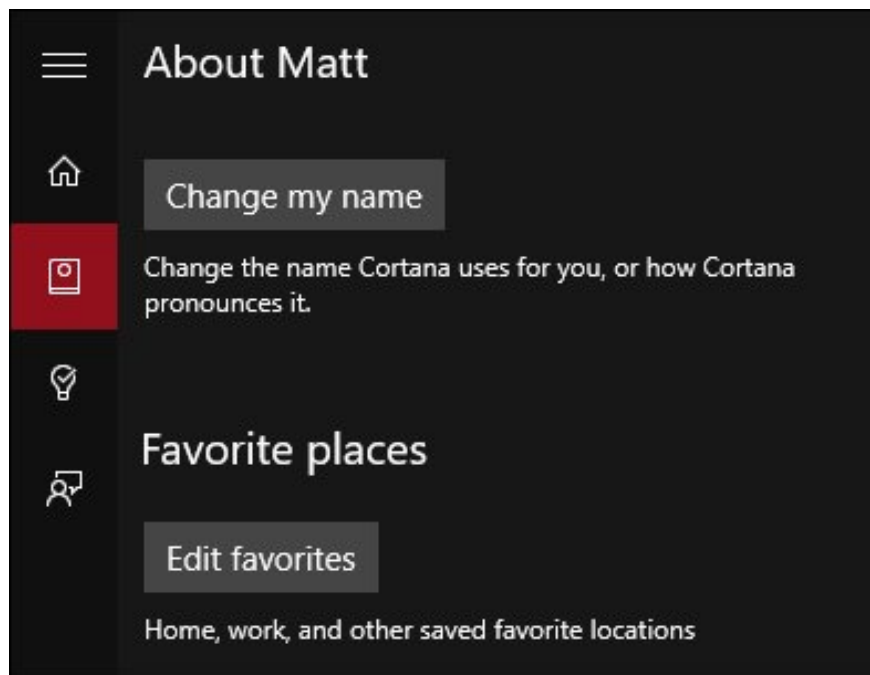 About Matt
Change my name
Change the name Cortana uses for you, or how Cortana
pronounces it.
Favorite places
Edit favorites
Home, work, and other saved favorite locations